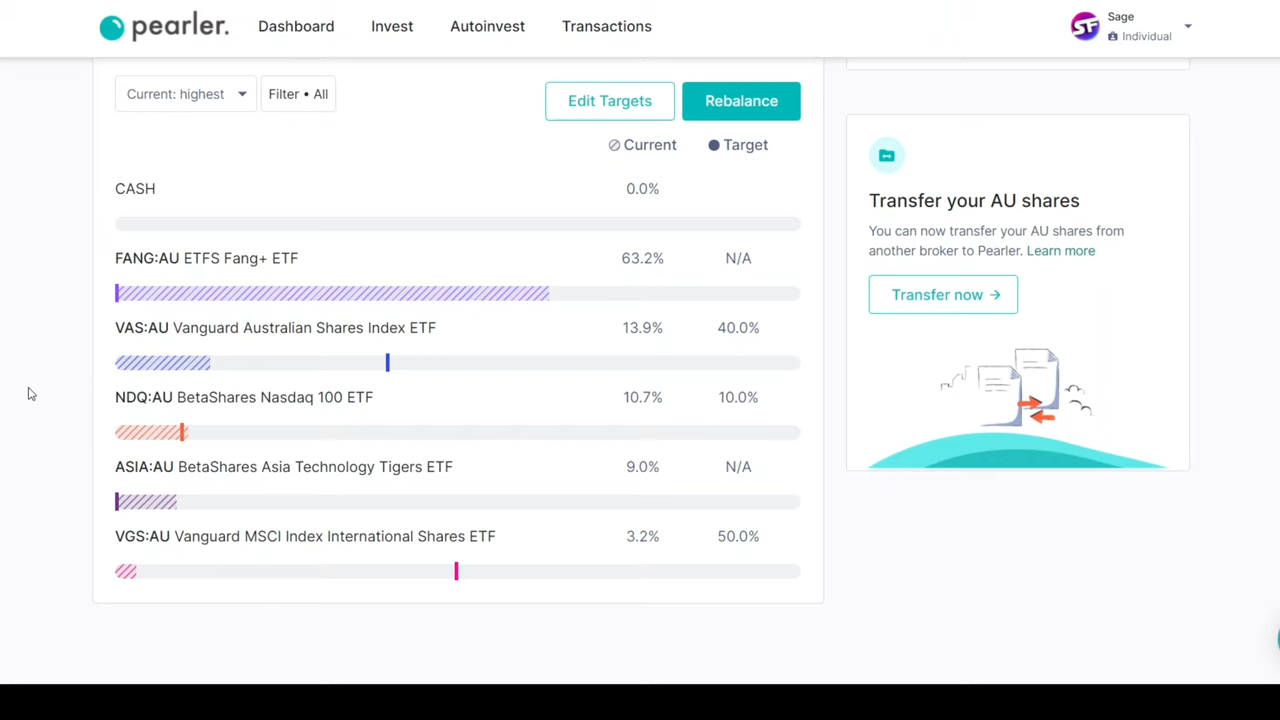 pearler.
Dashboard
Invest
Autoinvest
Transactions
SF
Sage
Individual
Current: highest
Filter • All
Edit Targets
Rebalance
Current
Target
CASH
0.0%
FANG:AU ETFS Fang+ ETF
63.2%
N/A
VAS:AU Vanguard Australian Shares Index ETF
13.9%
40.0%
NDQ:AU BetaShares Nasdaq 100 ETF
10.7%
10.0%
ASIA:AU BetaShares Asia Technology Tigers ETF
9.0%
N/A
VGS:AU Vanguard MSCI Index International Shares ETF
3.2%
50.0%
Transfer your AU shares
You can now transfer your AU shares from
another broker to Pearler. Learn more
Transfer now →